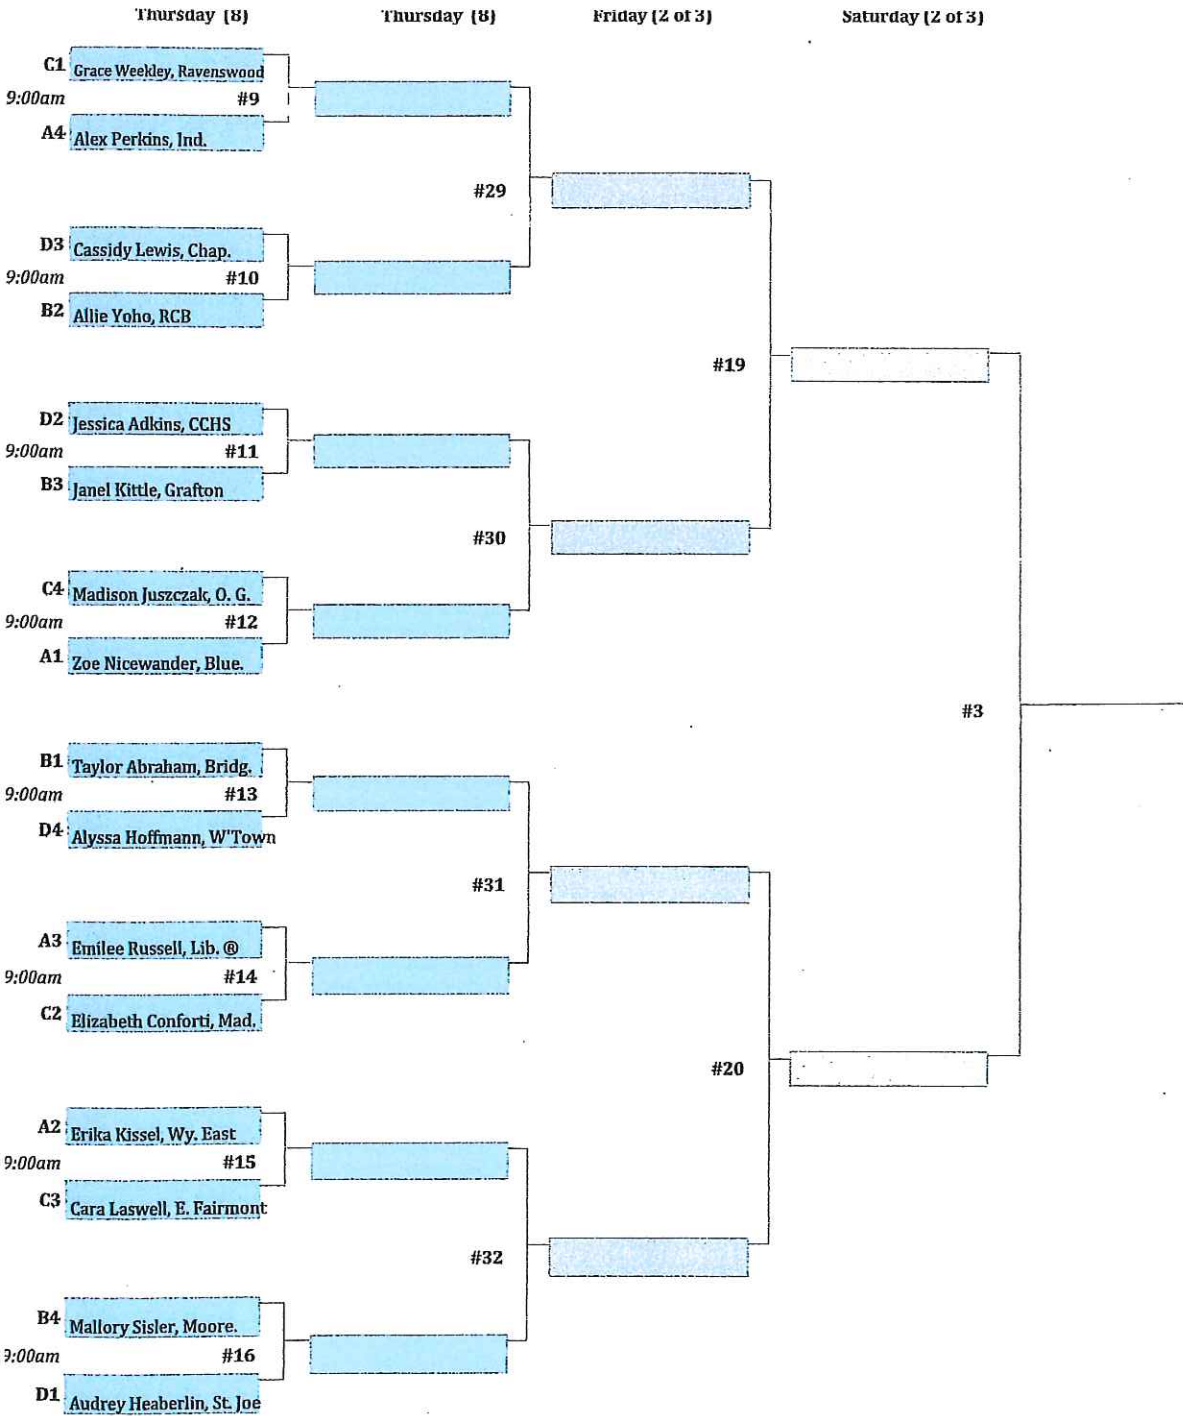 Thursday (8) Thursday (8) Friday (2 of 3) Saturday (2 of 3)
C1 Grace Weekley, Ravenswood
9:00am #9
A4 Alex Perkins, Ind.
#29
D3 Cassidy Lewis, Chap.
9:00am #10
B2 Allie Yoho, RCB
#19
D2 Jessica Adkins, CCHS
9:00am #11
B3 Janel Kittle, Grafton
#30
C4 Madison Juszczak, O. G.
9:00am #12
A1 Zoe Nicewander, Blue.
#3
B1 Taylor Abraham, Bridg.
9:00am #13
D4 Alyssa Hoffmann, W'Town
#31
A3 Emilee Russell, Lib. ®
9:00am #14
C2 Elizabeth Conforti, Mad.
#20
A2 Erika Kissel, Wy. East
9:00am #15
C3 Cara Laswell, E. Fairmont
#32
B4 Mallory Sisler, Moore.
9:00am #16
D1 Audrey Heaberlin, St. Joe